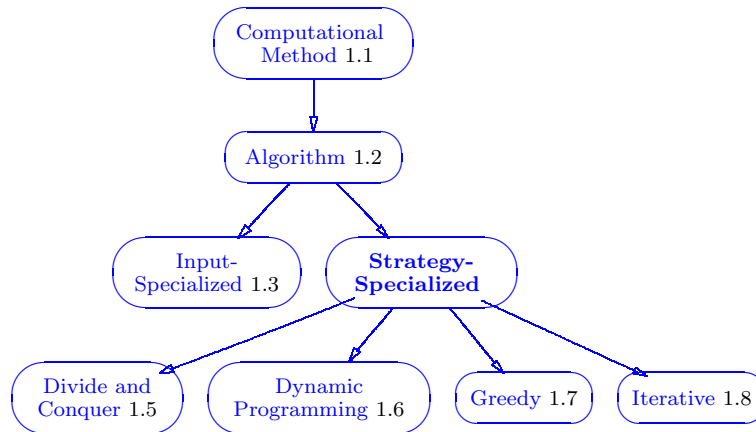 Computational
Method 1.1
Algorithm 1.2
Input-
Specialized 1.3
Strategy-
Specialized
Divide and
Conquer 1.5
Dynamic
Programming 1.6
Greedy 1.7
Iterative 1.8